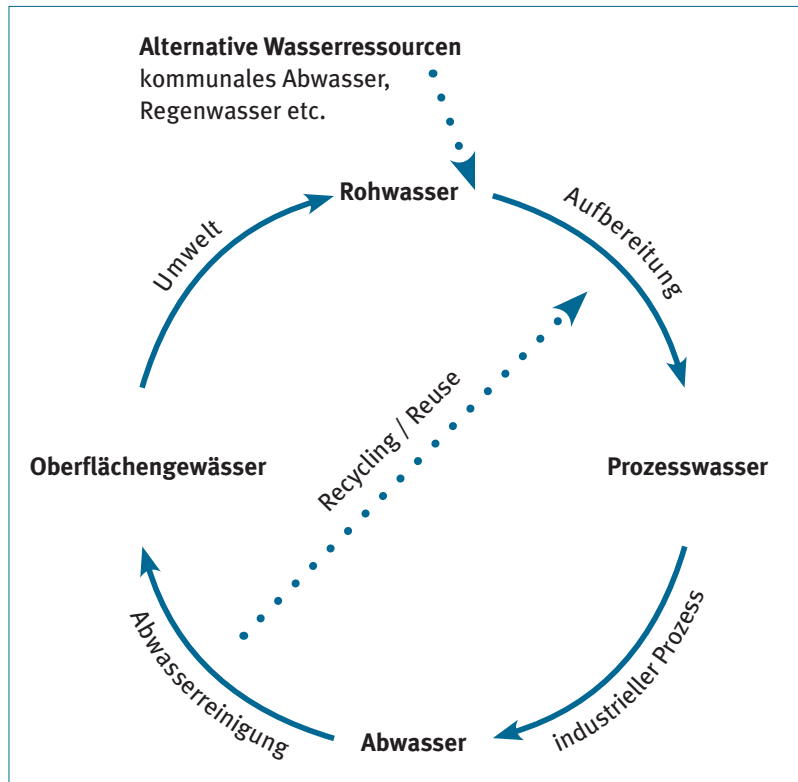 Alternative Wasserressourcen
kommunales Abwasser,
Regenwasser etc.
Rohwasser
Aufbereitung
Umwelt
Recycling / Reuse
Oberflächengewässer
Prozesswasser
Abwasserreinigung
industrieller Prozess
Abwasser